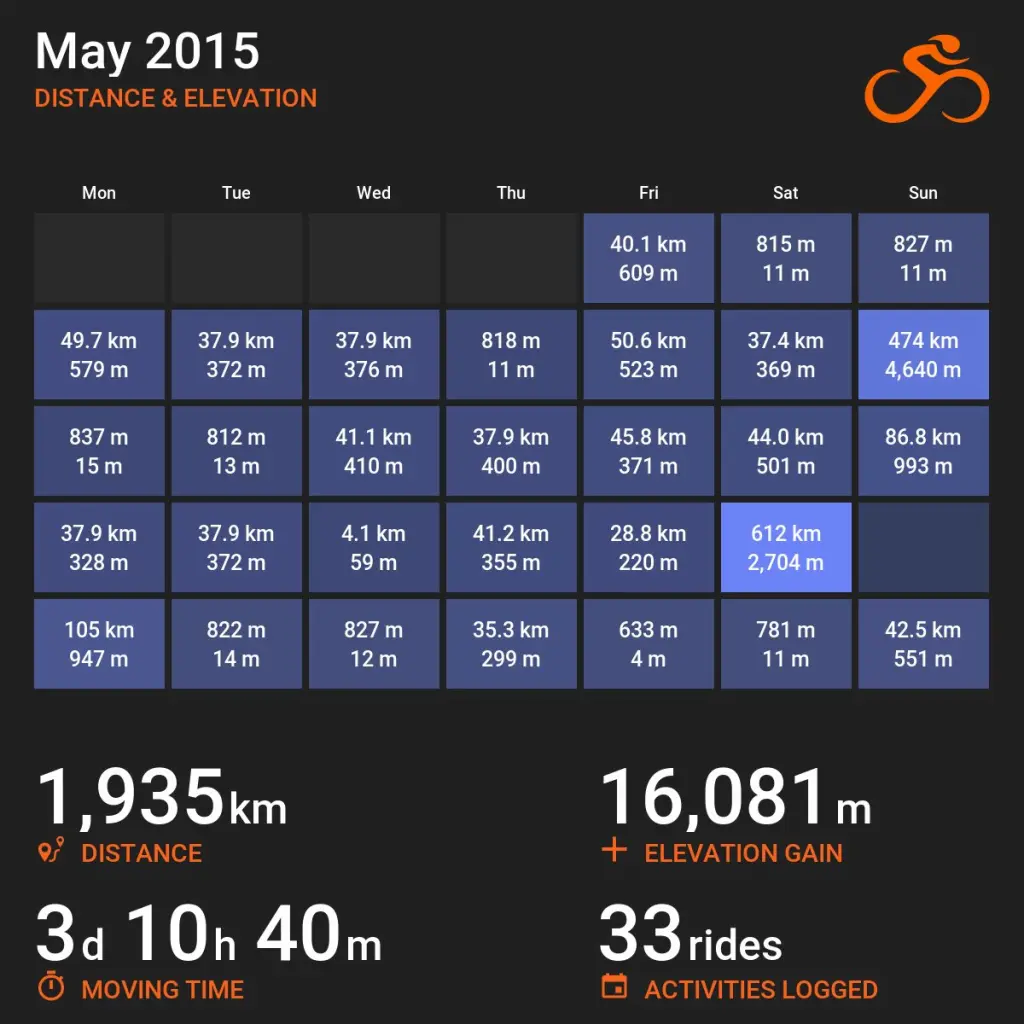 May 2015
DISTANCE & ELEVATION
Mon Tue Wed Thu Fri Sat Sun
40.1 km 815 m 827 m
609 m 11 m 11 m
49.7 km 37.9 km 37.9 km 818 m 50.6 km 37.4 km 474 km
579 m 372 m 376 m 11 m 523 m 369 m 4,640 m
837 m 812 m 41.1 km 37.9 km 45.8 km 44.0 km 86.8 km
15 m 13 m 410 m 400 m 371 m 501 m 993 m
37.9 km 37.9 km 4.1 km 41.2 km 28.8 km 612 km
328 m 372 m 59 m 355 m 220 m 2,704 m
105 km 822 m 827 m 35.3 km 633 m 781 m 42.5 km
947 m 14 m 12 m 299 m 4 m 11 m 551 m
1,935 km 16,081 m
DISTANCE ELEVATION GAIN
3d 10h 40m 33 rides
MOVING TIME ACTIVITIES LOGGED